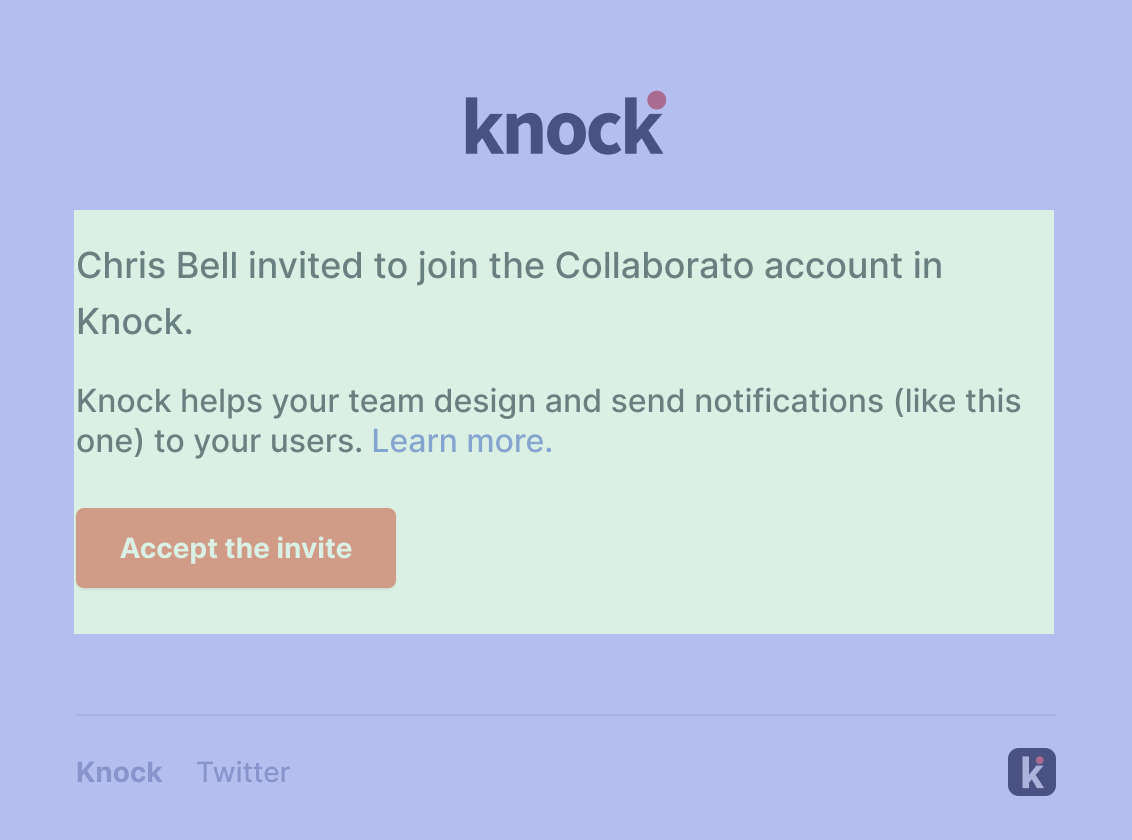 knock
Chris Bell invited to join the Collaborato account in
Knock.
Knock helps your team design and send notifications (like this
one) to your users. Learn more.
Accept the invite
Knock Twitter
k